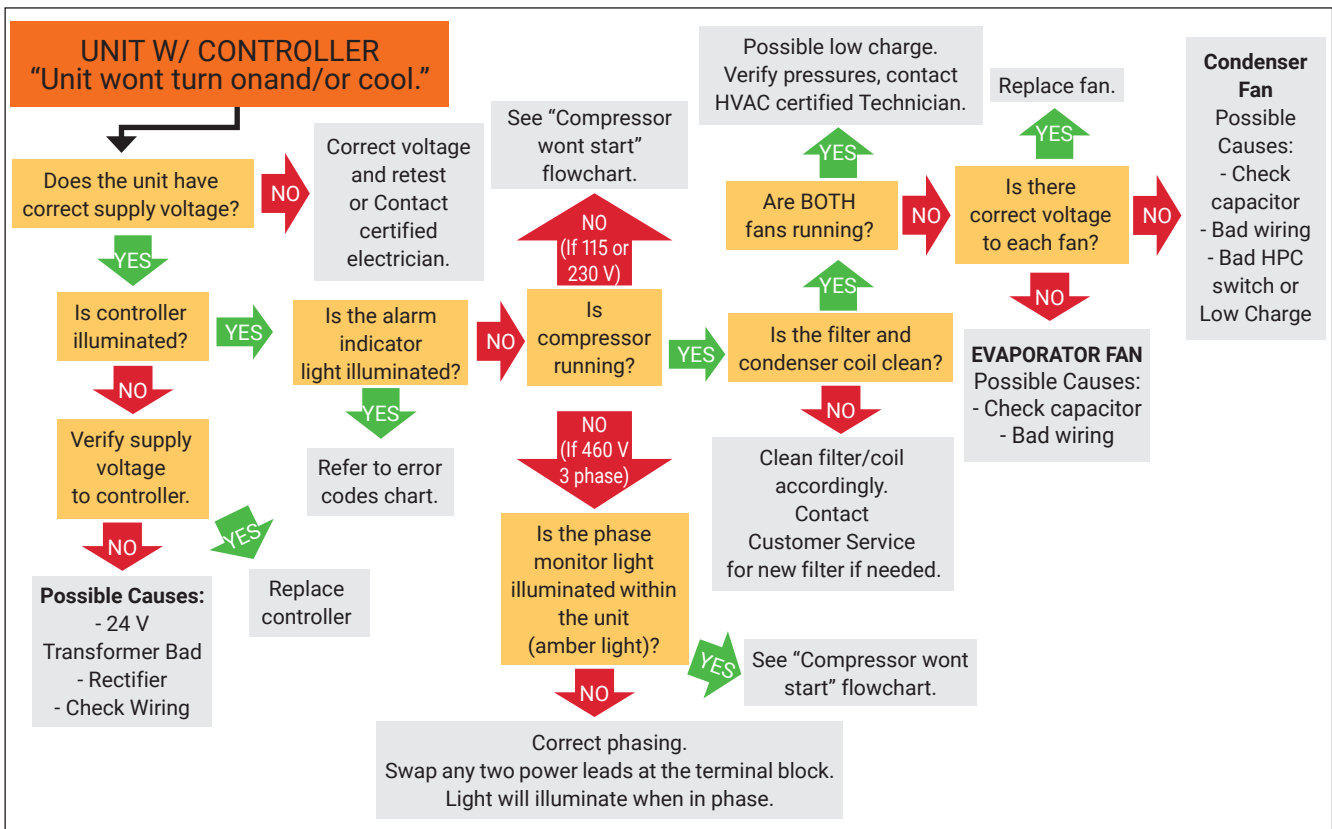 UNIT W/ CONTROLLER
“Unit wont turn onand/or cool.”
Does the unit have
correct supply voltage?
NO
Correct voltage
and retest
or Contact
certified
electrician.
YES
Is controller
illuminated?
YES
NO
Verify supply
voltage
to controller.
NO
YES
Possible Causes:
- 24 V
Transformer Bad
- Rectifier
- Check Wiring
Replace
controller
Is the alarm
indicator
light illuminated?
NO
YES
Refer to error
codes chart.
See “Compressor
wont start”
flowchart.
NO
(If 115 or
230 V)
Is
compressor
running?
YES
NO
(If 460 V
3 phase)
Is the phase
monitor light
illuminated within
the unit
(amber light)?
YES
See “Compressor wont
start” flowchart.
NO
Correct phasing.
Swap any two power leads at the terminal block.
Light will illuminate when in phase.
Possible low charge.
Verify pressures, contact
HVAC certified Technician.
YES
Are BOTH
fans running?
NO
YES
Is the filter and
condenser coil clean?
NO
Clean filter/coil
accordingly.
Contact
Customer Service
for new filter if needed.
Replace fan.
YES
Is there
correct voltage
to each fan?
NO
NO
EVAPORATOR FAN
Possible Causes:
- Check capacitor
- Bad wiring
Condenser
Fan
Possible
Causes:
- Check
capacitor
- Bad wiring
- Bad HPC
switch or
Low Charge